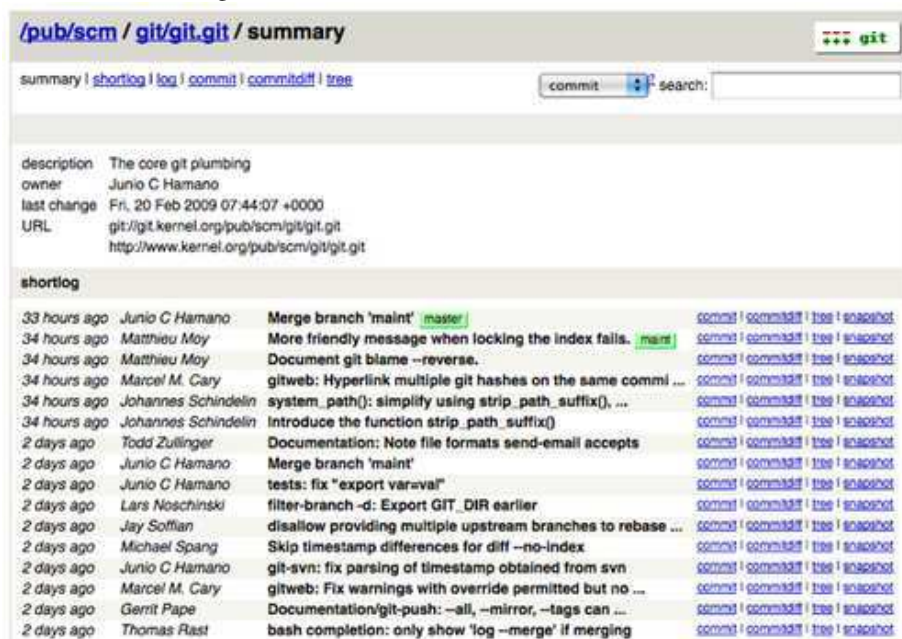 /pub/scm / git/git.git / summary
git
summary | shortlog | log | commit | commitdiff | tree
commit ? search:
description The core git plumbing
owner Junio C Hamano
last change Fri, 20 Feb 2009 07:44:07 +0000
URL git://git.kernel.org/pub/scm/git/git.git
http://www.kernel.org/pub/scm/git/git.git
shortlog
33 hours ago Junio C Hamano Merge branch 'maint' master commit | commitdiff | tree | snapshot
34 hours ago Matthieu Moy More friendly message when locking the index fails. maint commit | commitdiff | tree | snapshot
34 hours ago Matthieu Moy Document git blame --reverse. commit | commitdiff | tree | snapshot
34 hours ago Marcel M. Cary gitweb: Hyperlink multiple git hashes on the same commi ... commit | commitdiff | tree | snapshot
34 hours ago Johannes Schindelin system_path(): simplify using strip_path_suffix(), ... commit | commitdiff | tree | snapshot
34 hours ago Johannes Schindelin Introduce the function strip_path_suffix() commit | commitdiff | tree | snapshot
2 days ago Todd Zullinger Documentation: Note file formats send-email accepts commit | commitdiff | tree | snapshot
2 days ago Junio C Hamano Merge branch 'maint' commit | commitdiff | tree | snapshot
2 days ago Junio C Hamano tests: fix "export var=val" commit | commitdiff | tree | snapshot
2 days ago Lars Noschinski filter-branch -d: Export GIT_DIR earlier commit | commitdiff | tree | snapshot
2 days ago Jay Soffian disallow providing multiple upstream branches to rebase ... commit | commitdiff | tree | snapshot
2 days ago Michael Spang Skip timestamp differences for diff --no-index commit | commitdiff | tree | snapshot
2 days ago Junio C Hamano git-svn: fix parsing of timestamp obtained from svn commit | commitdiff | tree | snapshot
2 days ago Marcel M. Cary gitweb: Fix warnings with override permitted but no ... commit | commitdiff | tree | snapshot
2 days ago Gerrit Pape Documentation/git-push: --all, --mirror, --tags can ... commit | commitdiff | tree | snapshot
2 days ago Thomas Rast bash completion: only show 'log --merge' if merging commit | commitdiff | tree | snapshot